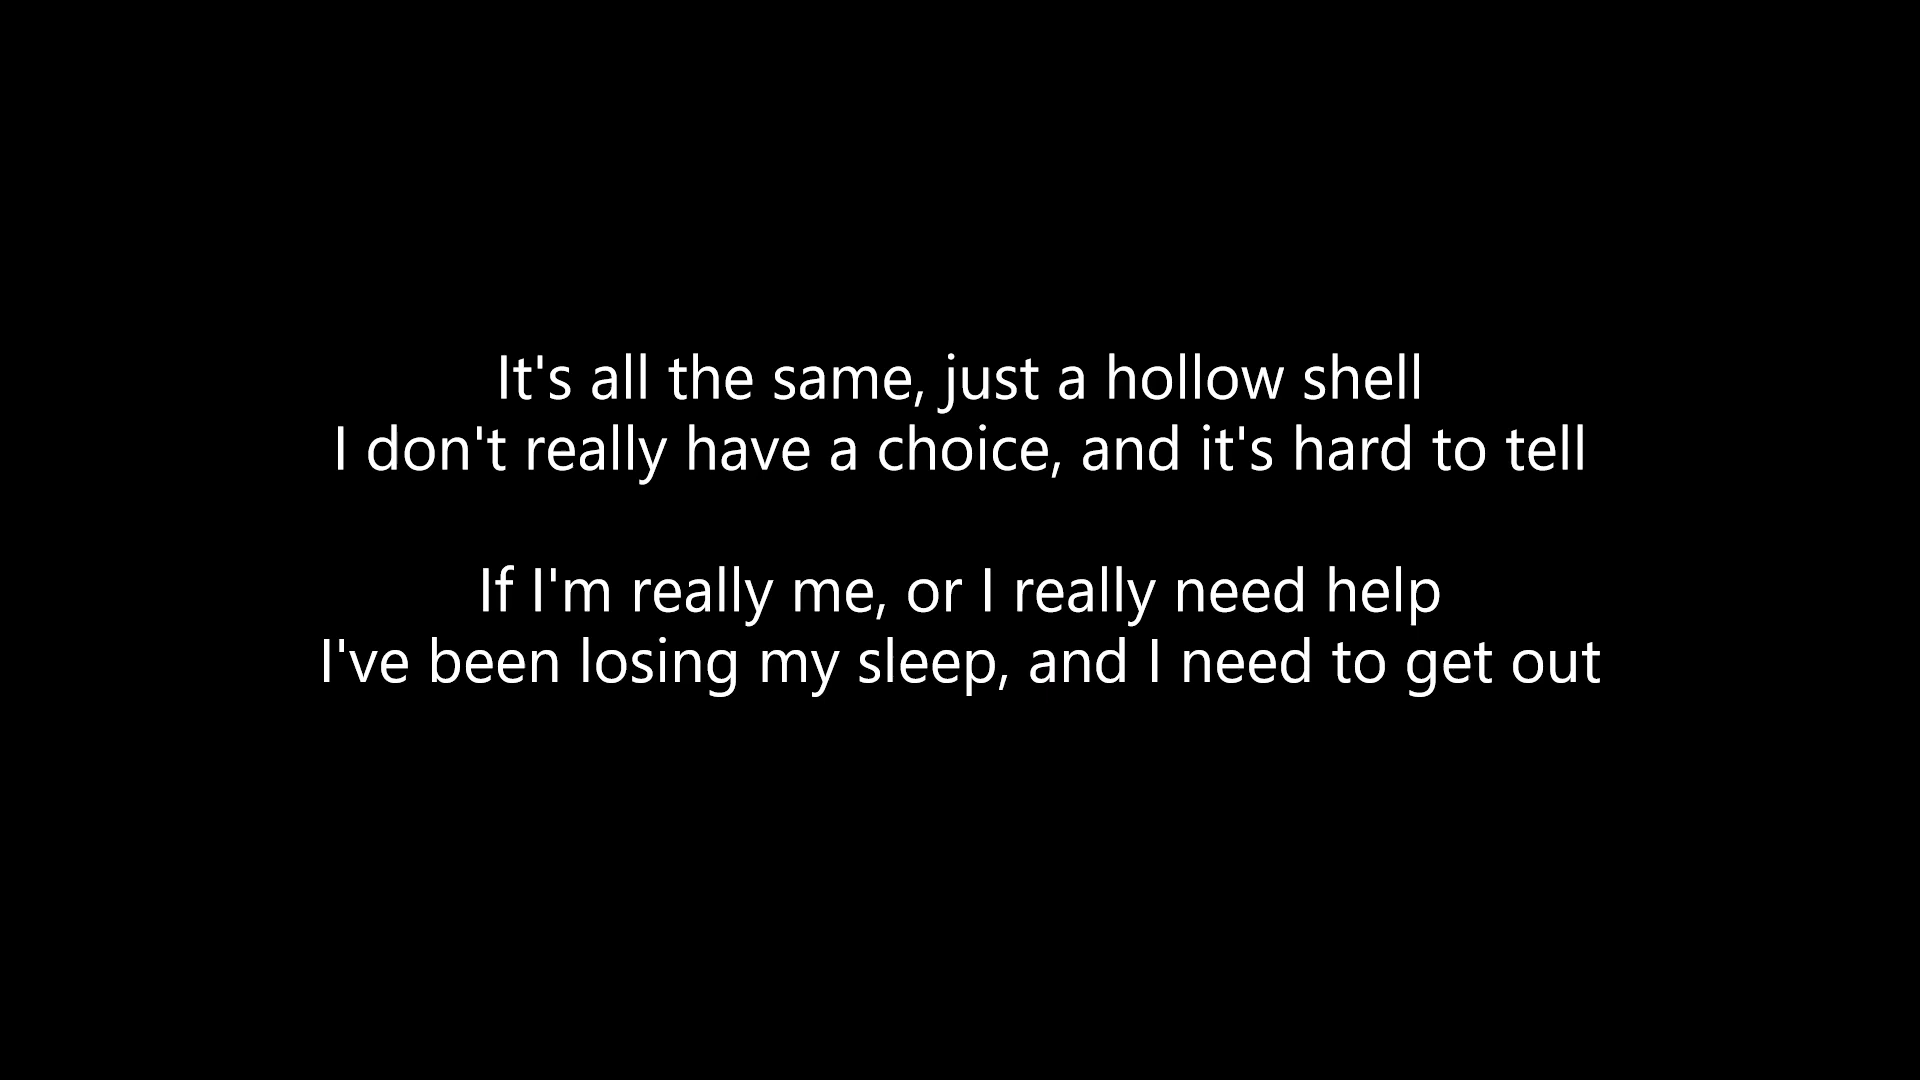 It's all the same, just a hollow shell
I don't really have a choice, and it's hard to tell
If I'm really me, or I really need help
I've been losing my sleep, and I need to get out